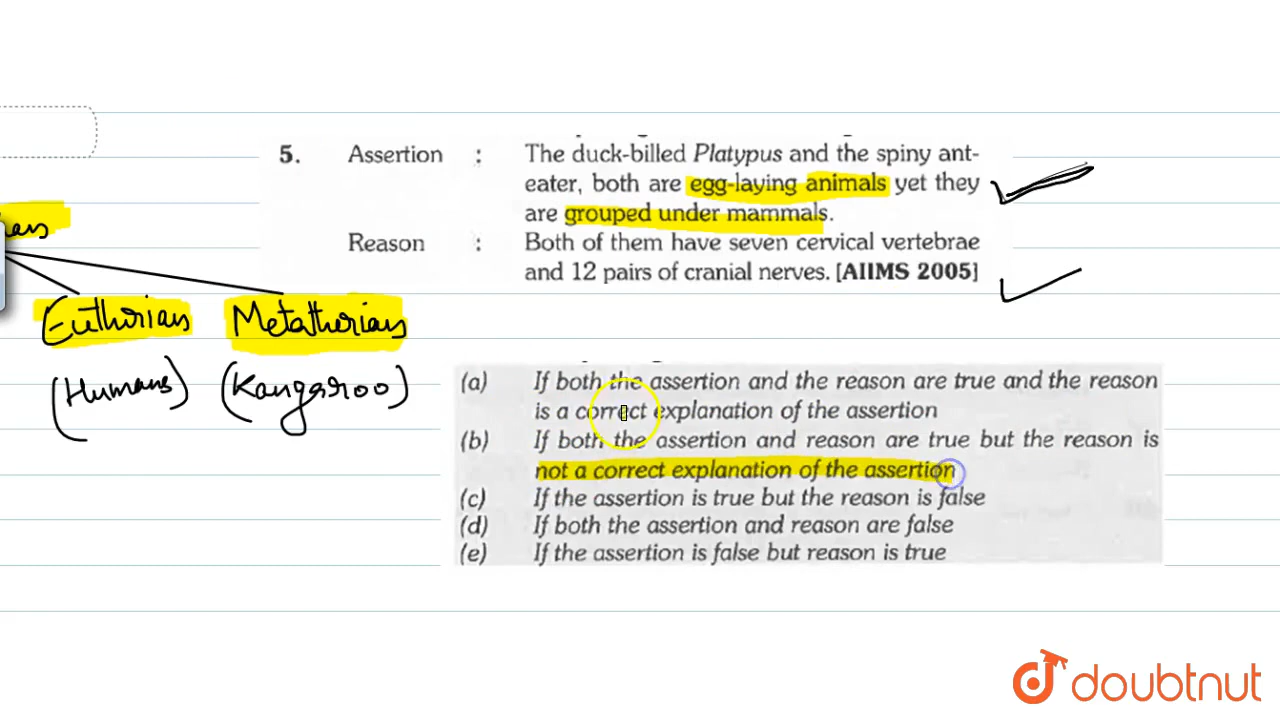 5. Assertion : The duck-billed Platypus and the spiny ant-
eater, both are egg-laying animals yet they
are grouped under mammals.
Reason : Both of them have seven cervical vertebrae
and 12 pairs of cranial nerves. [AIIMS 2005]
Eutherians Metatherians
(Humans) (Kangaroo)
(a) If both the assertion and the reason are true and the reason
is a correct explanation of the assertion
(b) If both the assertion and reason are true but the reason is
not a correct explanation of the assertion
(c) If the assertion is true but the reason is false
(d) If both the assertion and reason are false
(e) If the assertion is false but reason is true
doubtnut